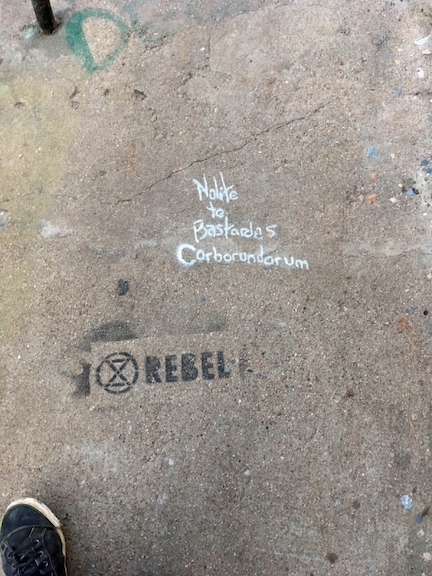 Nolite
te
Bastardes
Carborundorum
REBEL